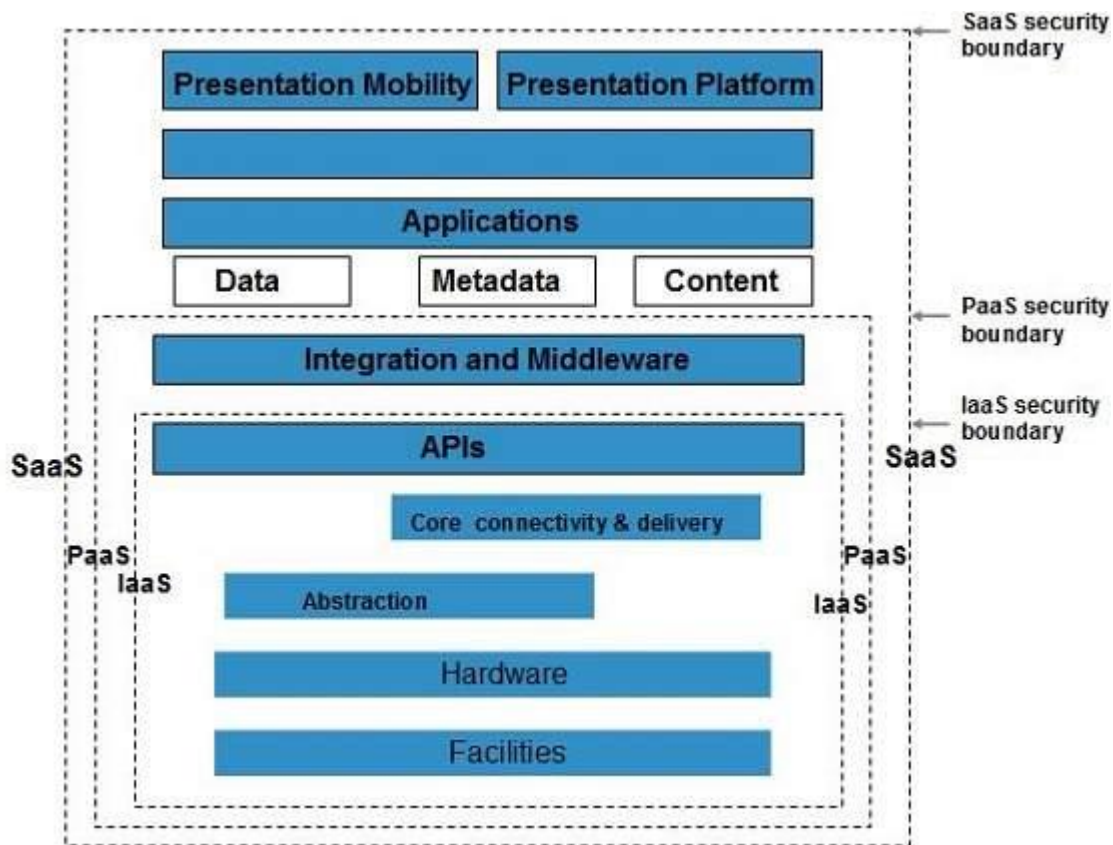 SaaS security
boundary
Presentation Mobility
Presentation Platform
Applications
Data
Metadata
Content
PaaS security
boundary
Integration and Middleware
IaaS security
boundary
APIs
SaaS
SaaS
Core connectivity & delivery
PaaS
PaaS
IaaS
Abstraction
IaaS
Hardware
Facilities